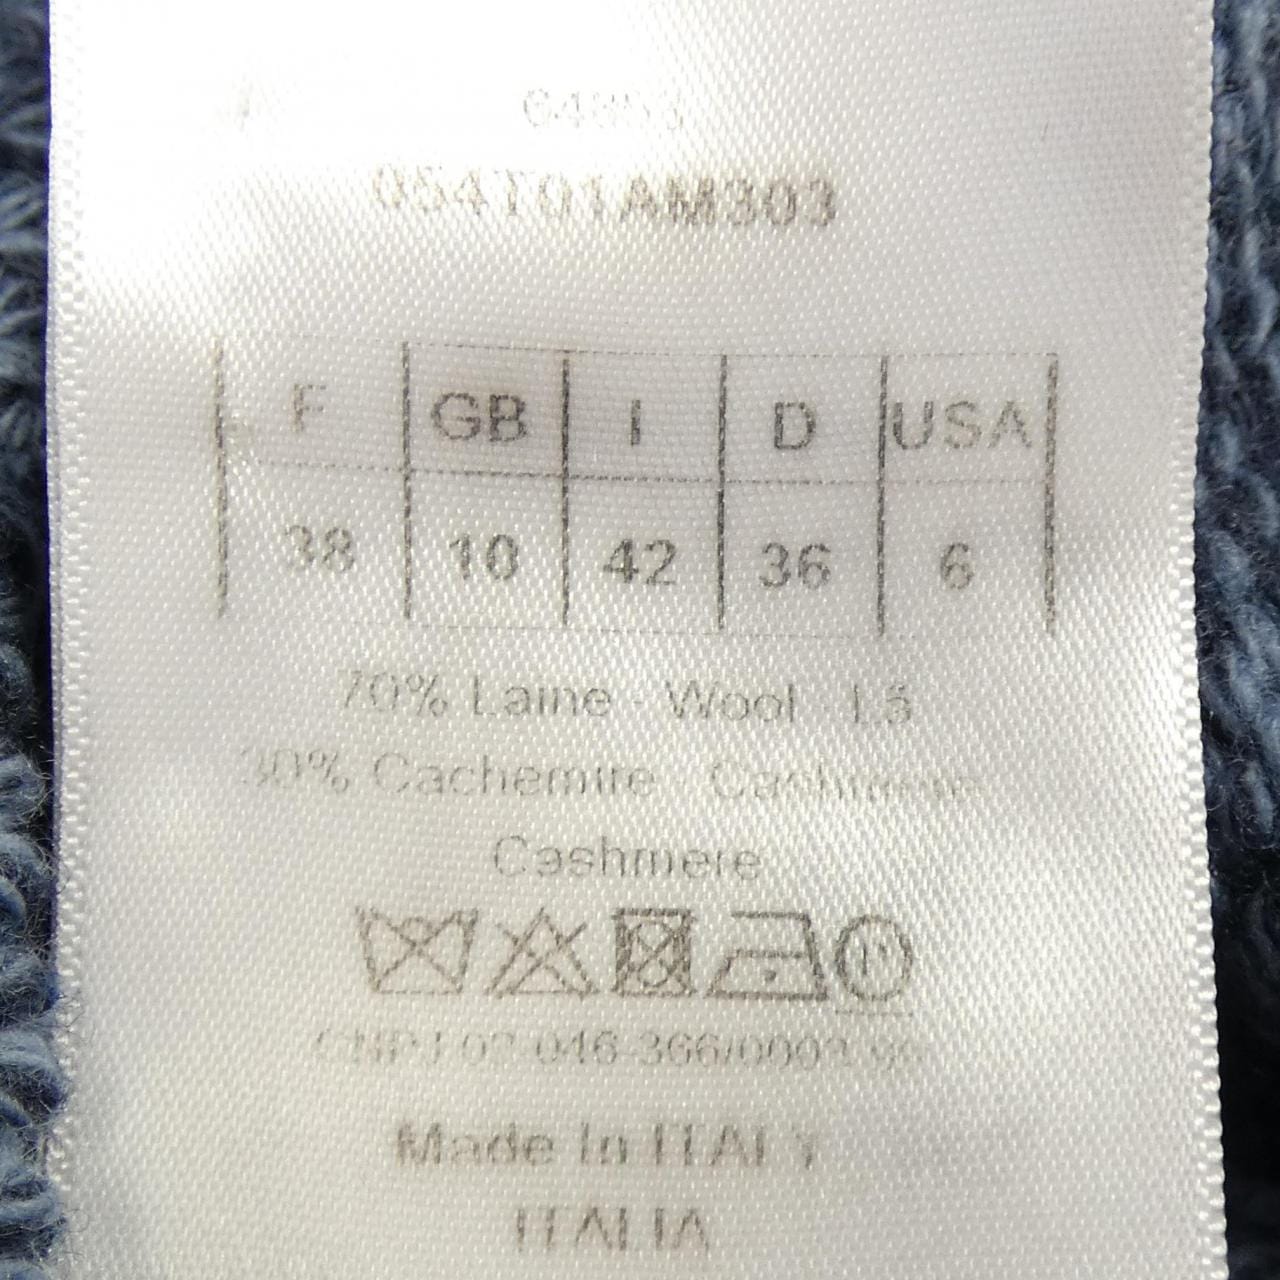 054T01AM303
F GB I D USA
38 10 42 36 6
70% Laine - Wool - Lã
30% Cachemire - Cashmere
Cashmere
P
Made In ITALY
ITALIA